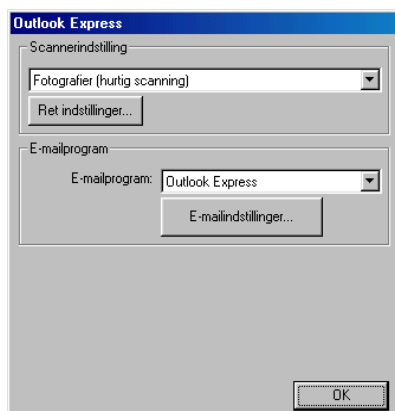 Outlook Express
Scannerindstilling
Fotografier (hurtig scanning)
Ret indstillinger...
E-mailprogram
E-mailprogram: Outlook Express
E-mailindstillinger...
OK